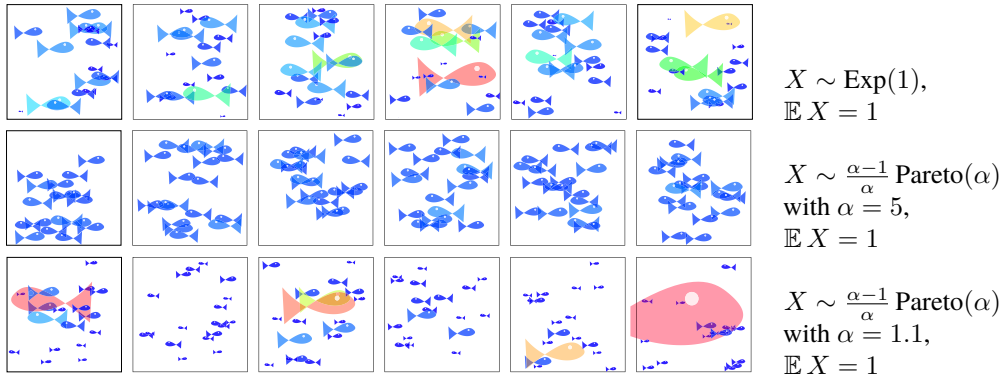 X ∼ Exp(1),
𝔼 X = 1
X ∼ α−1/α Pareto(α)
with α = 5,
𝔼 X = 1
X ∼ α−1/α Pareto(α)
with α = 1.1,
𝔼 X = 1